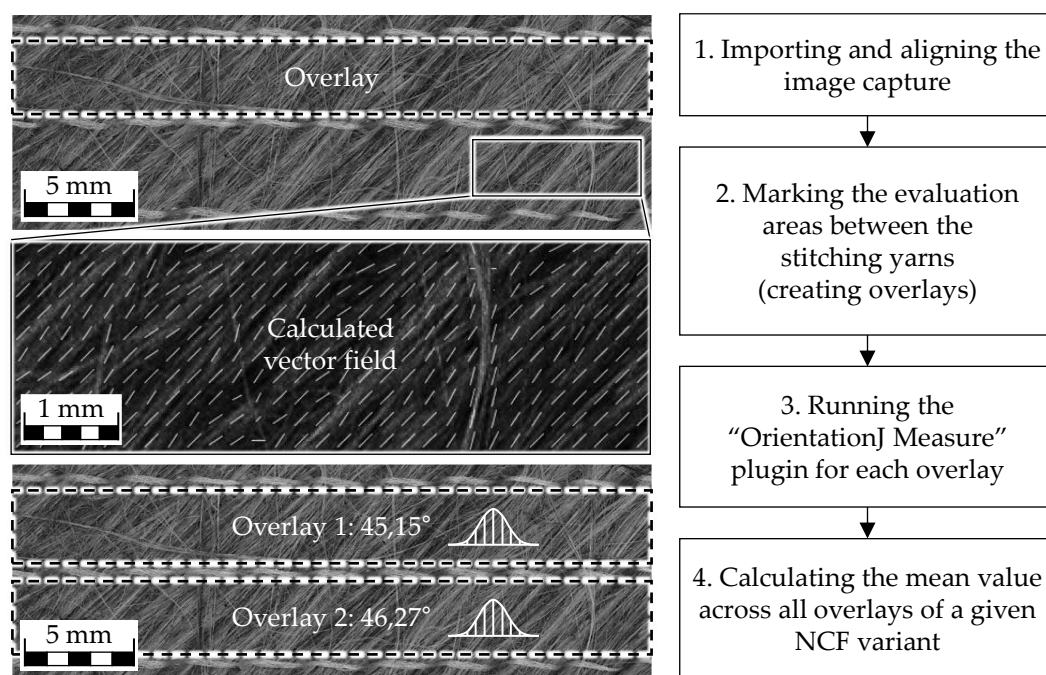 Overlay
5 mm
Calculated
vector field
1 mm
Overlay 1: 45,15°
Overlay 2: 46,27°
5 mm
1. Importing and aligning the
image capture
2. Marking the evaluation
areas between the
stitching yarns
(creating overlays)
3. Running the
“OrientationJ Measure”
plugin for each overlay
4. Calculating the mean value
across all overlays of a given
NCF variant